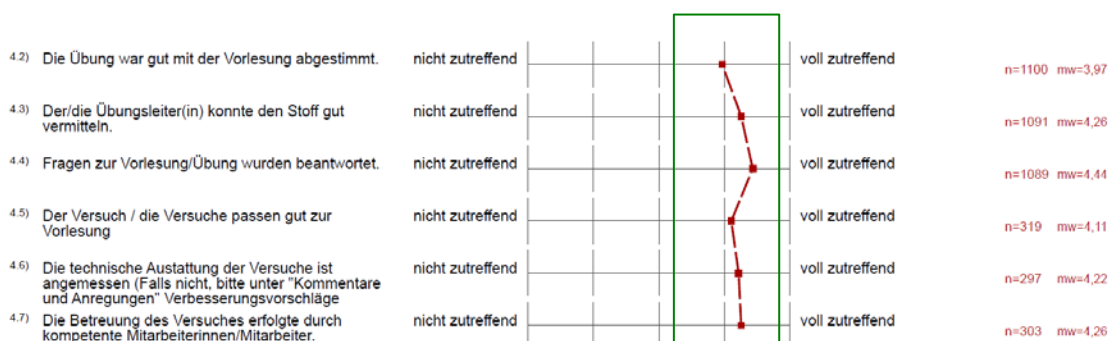 4.2) Die Übung war gut mit der Vorlesung abgestimmt. nicht zutreffend voll zutreffend n=1100 mw=3,97
4.3) Der/die Übungsleiter(in) konnte den Stoff gut nicht zutreffend voll zutreffend
vermitteln. n=1091 mw=4,26
4.4) Fragen zur Vorlesung/Übung wurden beantwortet. nicht zutreffend voll zutreffend n=1089 mw=4,44
4.5) Der Versuch / die Versuche passen gut zur nicht zutreffend voll zutreffend
Vorlesung n=319 mw=4,11
4.6) Die technische Austattung der Versuche ist nicht zutreffend voll zutreffend
angemessen (Falls nicht, bitte unter "Kommentare n=297 mw=4,22
und Anregungen" Verbesserungsvorschläge
4.7) Die Betreuung des Versuches erfolgte durch nicht zutreffend voll zutreffend
kompetente Mitarbeiterinnen/Mitarbeiter. n=303 mw=4,26